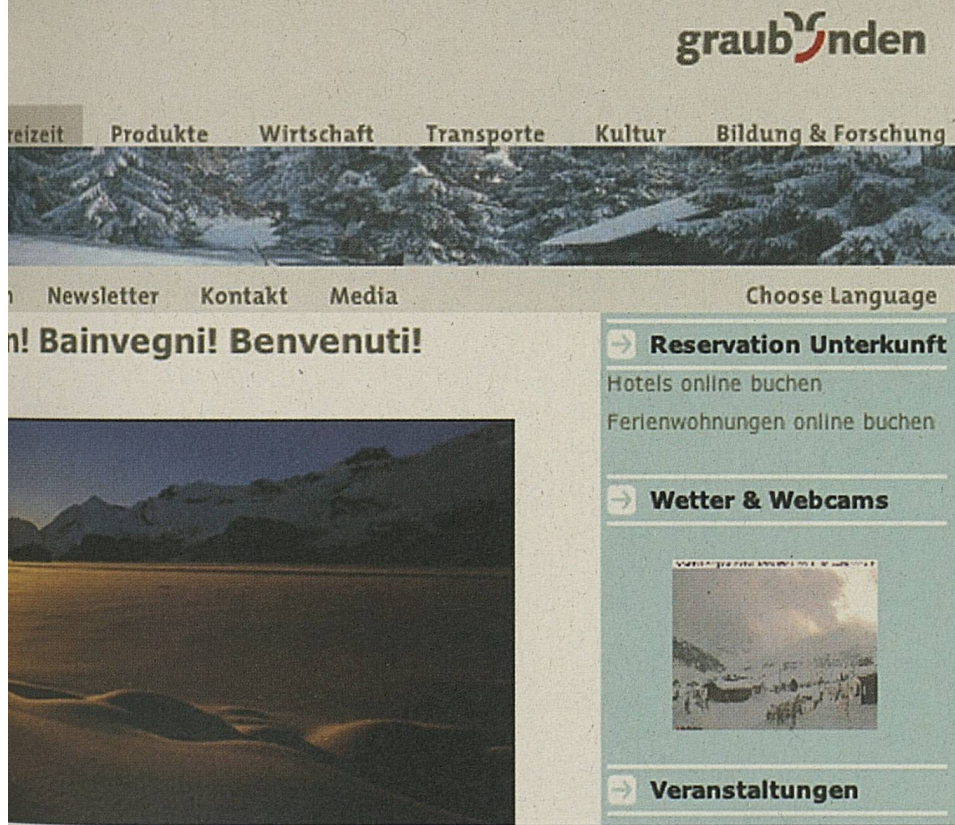 graubünden
reizeit Produkte Wirtschaft Transporte Kultur Bildung & Forschung
n Newsletter Kontakt Media Choose Language
n! Bainvegni! Benvenuti!
Reservation Unterkunft
Hotels online buchen
Ferienwohnungen online buchen
Wetter & Webcams
Veranstaltungen